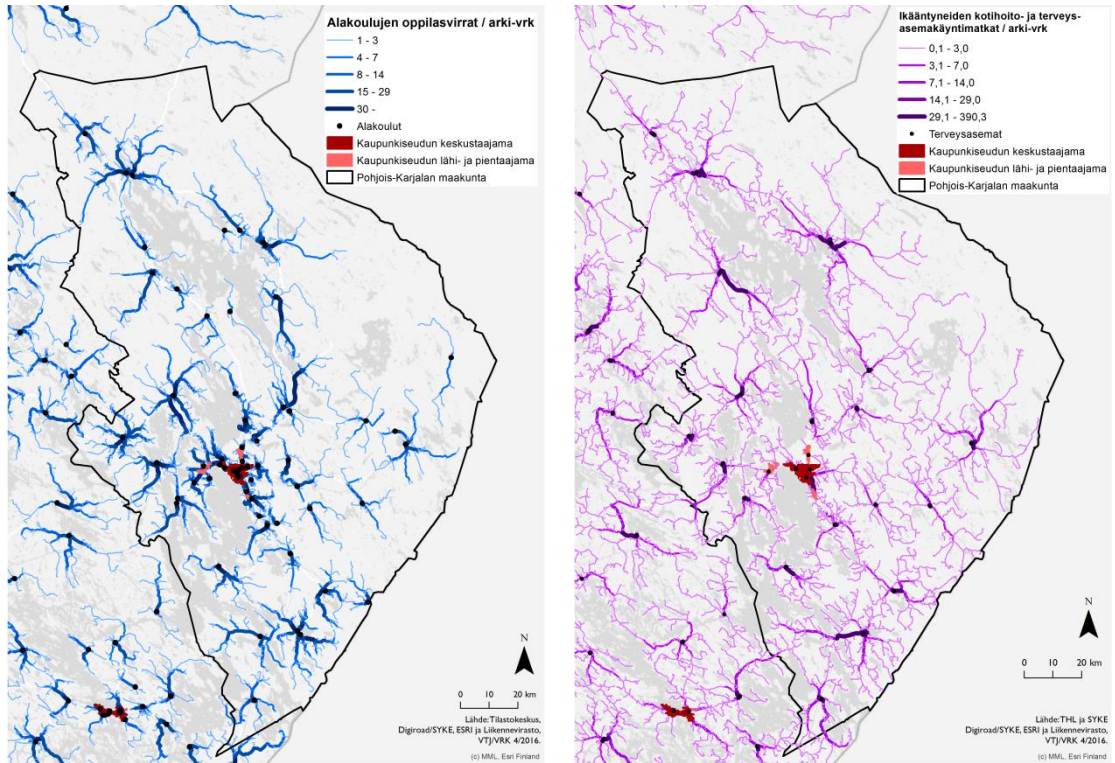 Alakoulujen oppilasvirrat / arki-vrk
1 - 3
4 - 7
8 - 14
15 - 29
30 -
Alakoulut
Kaupunkiseudun keskustaajama
Kaupunkiseudun lähi- ja pientaajama
Pohjois-Karjalan maakunta
N
0 10 20 km
Lähde:Tilastokeskus,
Digiroad/SYKE, ESRI ja Liikennevirasto,
VTJ/VRK 4/2016.
(c) MML, Esri Finland
Ikääntyneiden kotihoito- ja terveys-
asemakäyntimatkat / arki-vrk
0,1 - 3,0
3,1 - 7,0
7,1 - 14,0
14,1 - 29,0
29,1 - 390,3
Terveysasemat
Kaupunkiseudun keskustaajama
Kaupunkiseudun lähi- ja pientaajama
Pohjois-Karjalan maakunta
N
0 10 20 km
Lähde:THL ja SYKE
Digiroad/SYKE, ESRI ja Liikennevirasto,
VTJ/VRK 4/2016.
(c) MML, Esri Finland